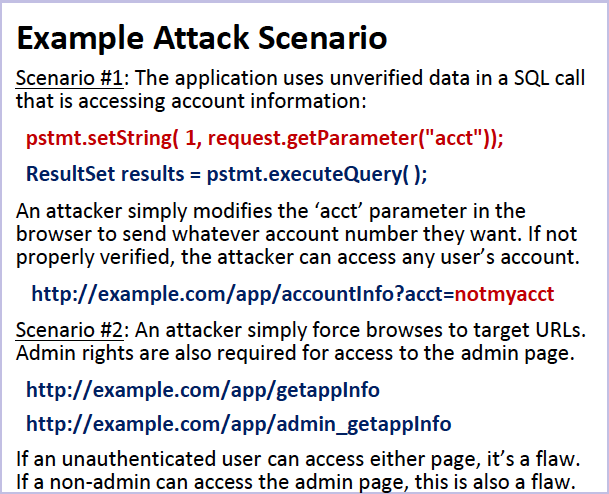 Example Attack Scenario
Scenario #1: The application uses unverified data in a SQL call
that is accessing account information:
pstmt.setString( 1, request.getParameter("acct"));
ResultSet results = pstmt.executeQuery( );
An attacker simply modifies the ‘acct’ parameter in the
browser to send whatever account number they want. If not
properly verified, the attacker can access any user’s account.
http://example.com/app/accountInfo?acct=notmyacct
Scenario #2: An attacker simply force browses to target URLs.
Admin rights are also required for access to the admin page.
http://example.com/app/getappInfo
http://example.com/app/admin_getappInfo
If an unauthenticated user can access either page, it’s a flaw.
If a non-admin can access the admin page, this is also a flaw.